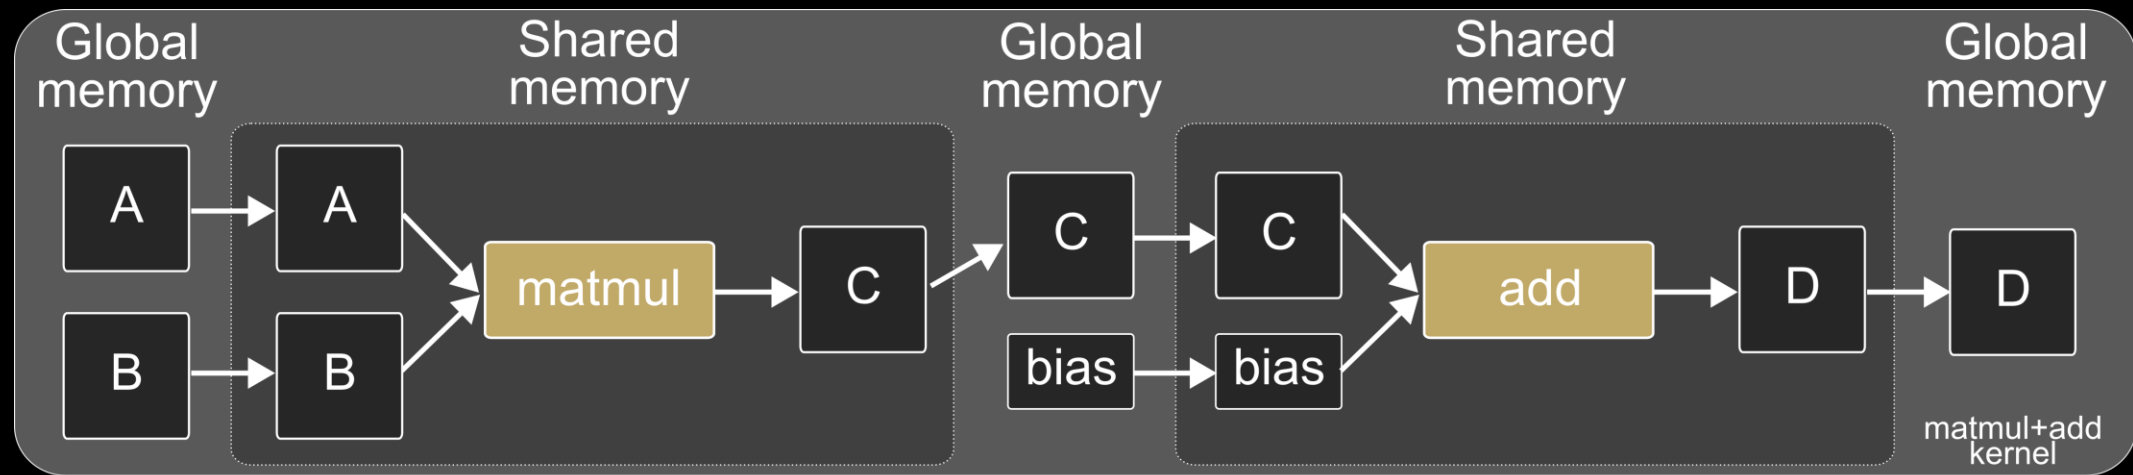 Global
memory
Shared
memory
Global
memory
Shared
memory
Global
memory
A
A
B
B
matmul
C
C
C
bias
bias
add
D
D
matmul+add
kernel